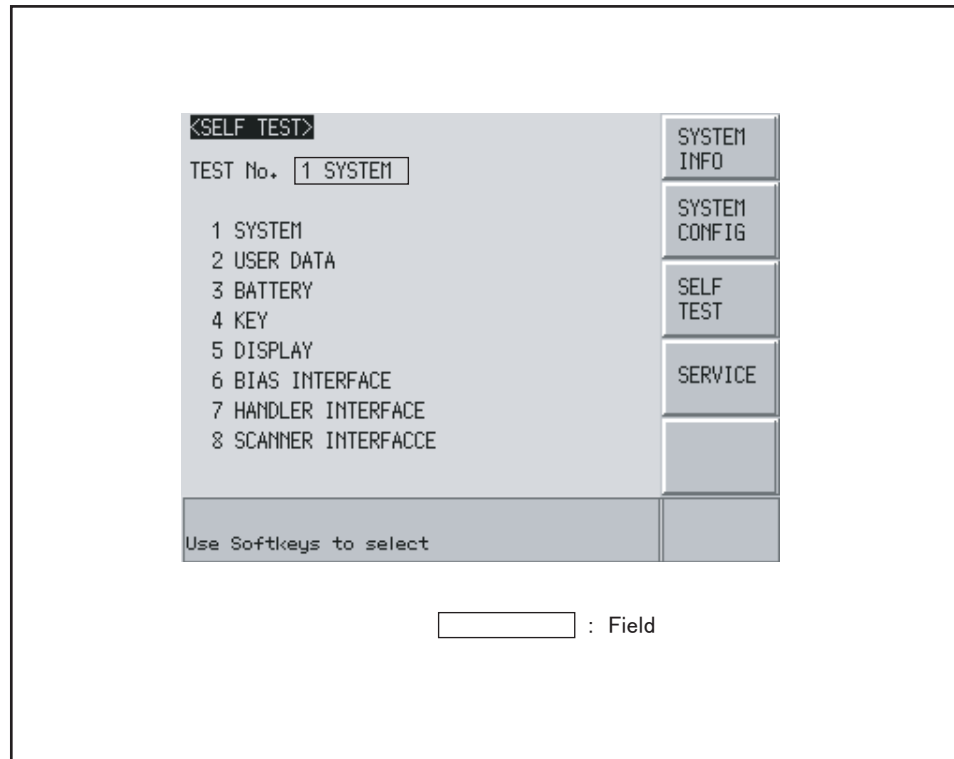 <SELF TEST>
TEST No. 1 SYSTEM
1 SYSTEM
2 USER DATA
3 BATTERY
4 KEY
5 DISPLAY
6 BIAS INTERFACE
7 HANDLER INTERFACE
8 SCANNER INTERFACCE
Use Softkeys to select
SYSTEM
INFO
SYSTEM
CONFIG
SELF
TEST
SERVICE
: Field